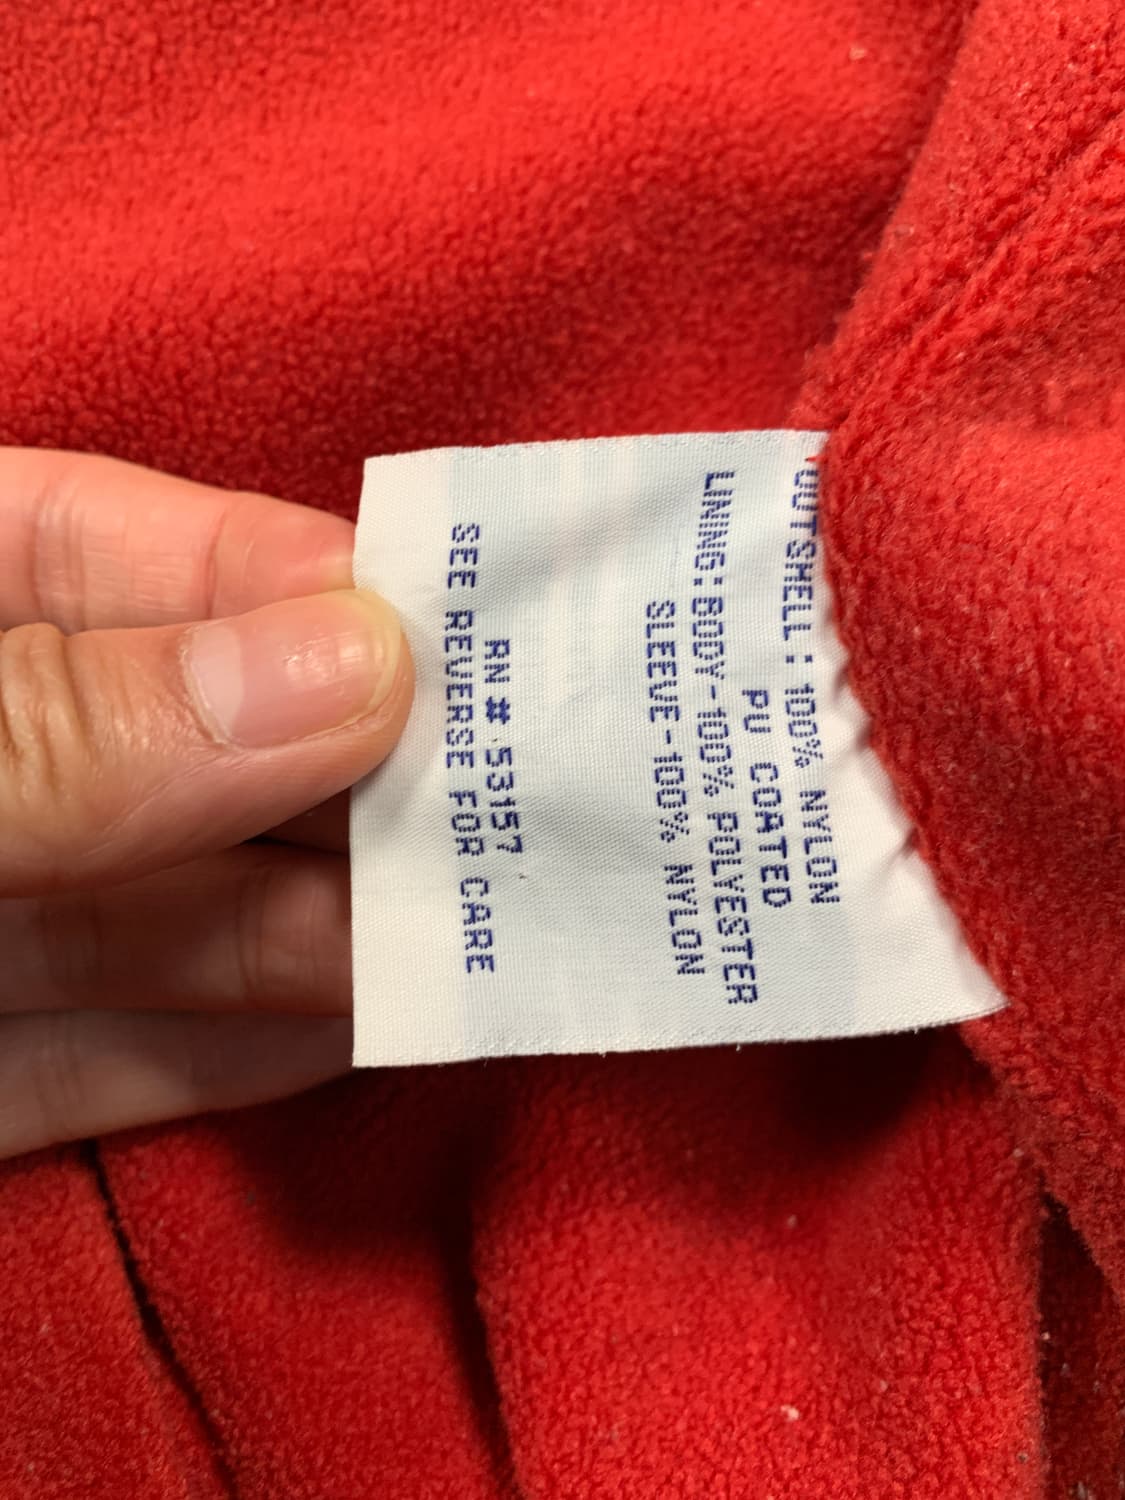 OUTSHELL : 100% NYLON
PU COATED
LINING: BODY-100% POLYESTER
SLEEVE-100% NYLON
RN # 53157
SEE REVERSE FOR CARE